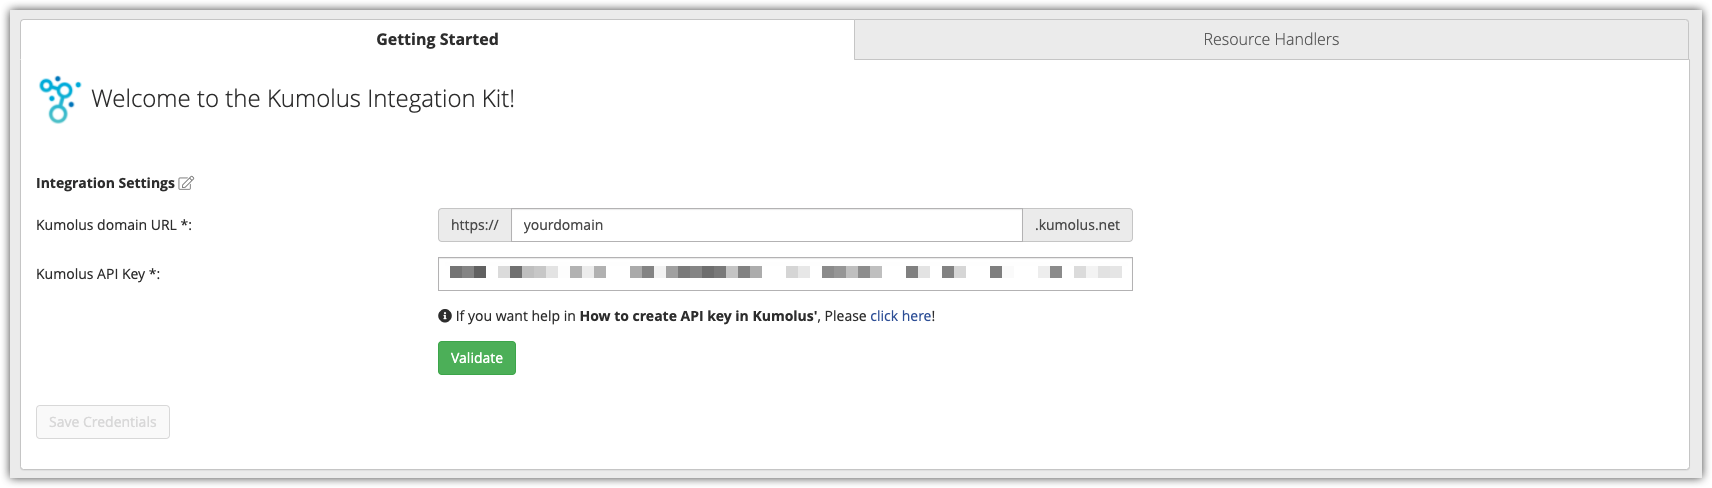 Getting Started
Resource Handlers
Welcome to the Kumolus Integation Kit!
Integration Settings
Kumolus domain URL *:
https://
yourdomain
.kumolus.net
Kumolus API Key *:
If you want help in How to create API key in Kumolus', Please click here!
Validate
Save Credentials